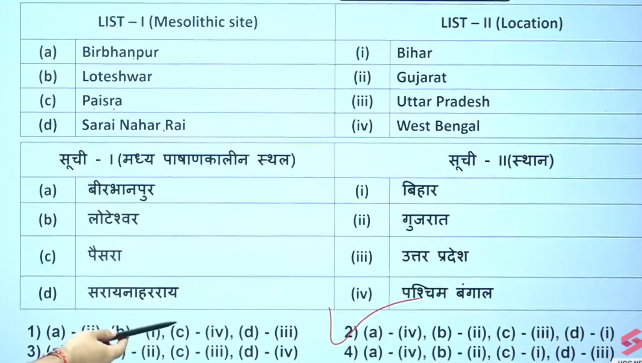 LIST – I (Mesolithic site) LIST – II (Location)
(a) Birbhanpur (i) Bihar
(b) Loteshwar (ii) Gujarat
(c) Paisra (iii) Uttar Pradesh
(d) Sarai Nahar Rai (iv) West Bengal
सूची - I (मध्य पाषाणकालीन स्थल) सूची - II(स्थान)
(a) बीरभानपुर (i) बिहार
(b) लोटेश्वर (ii) गुजरात
(c) पैसरा (iii) उत्तर प्रदेश
(d) सरायनाहरराय (iv) पश्चिम बंगाल
1) (a) - (ii), (b) - (i), (c) - (iv), (d) - (iii) 2) (a) - (iv), (b) - (ii), (c) - (iii), (d) - (i)
3) - (ii), (c) - (iii), (d) - (iv) 4) (a) - (iv), (b) - (ii), (c) - (i), (d) - (iii)